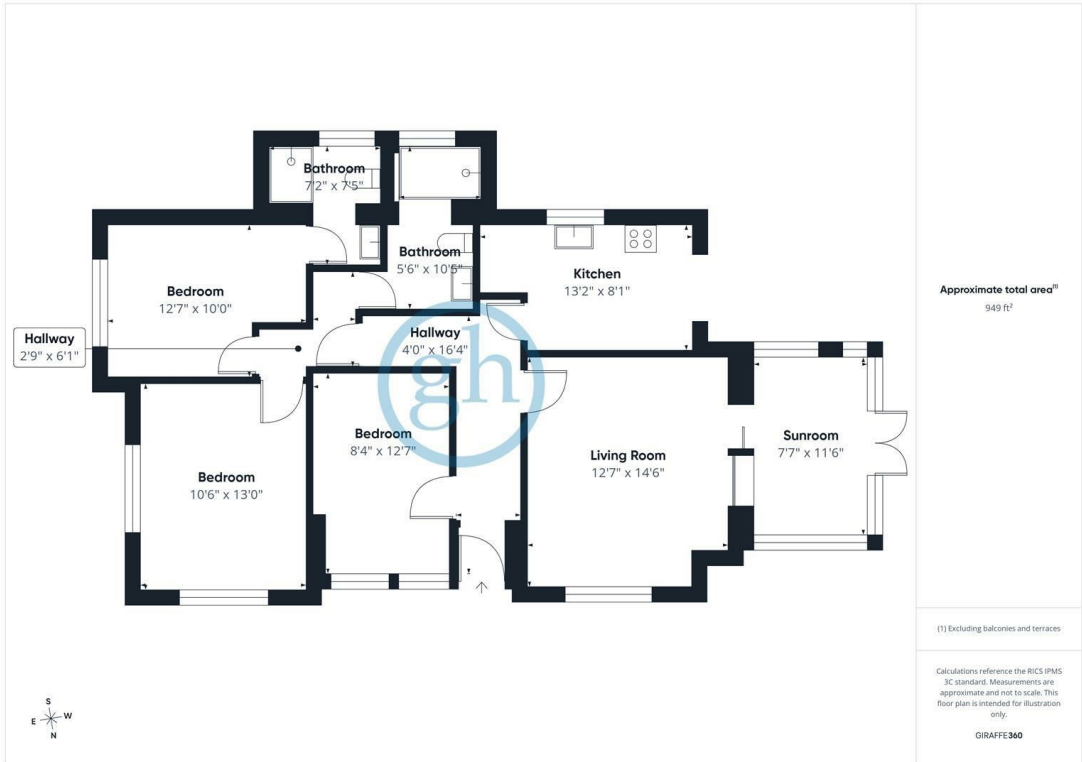 Bathroom
7'2" x 7'5"
Bathroom
5'6" x 10'5"
Kitchen
13'2" x 8'1"
Bedroom
12'7" x 10'0"
Hallway
2'9" x 6'1"
Hallway
4'0" x 16'4"
gh
Bedroom
8'4" x 12'7"
Bedroom
10'6" x 13'0"
Living Room
12'7" x 14'6"
Sunroom
7'7" x 11'6"
Approximate total area(1)
949 ft²
(1) Excluding balconies and terraces
Calculations reference the RICS IPMS
3C standard. Measurements are
approximate and not to scale. This
floor plan is intended for illustration
only.
GIRAFFE360
S
E W
N